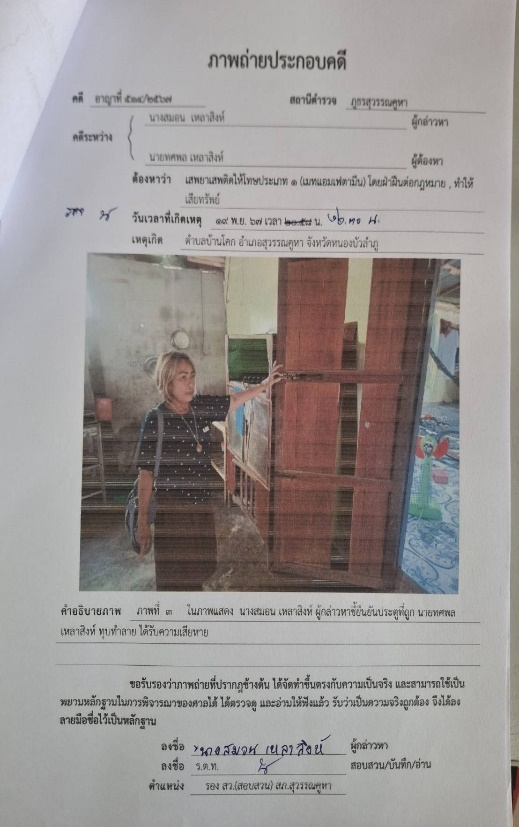 ภาพถ่ายประกอบคดี
คดี อาญาที่ ๕๑๔/๒๕๖๗ สถานีตำรวจ ภูธรสุวรรณคูหา
นางสมอน เหลาสิงห์ ผู้กล่าวหา
คดีระหว่าง
นายทศพล เหลาสิงห์ ผู้ต้องหา
ต้องหาว่า เสพยาเสพติดให้โทษประเภท ๑ (เมทแอมเฟตามีน) โดยฝ่าฝืนต่อกฎหมาย , ทำให้
เสียทรัพย์
วันเวลาที่เกิดเหตุ ๑๙ พ.ย. ๖๗ เวลา น.
เหตุเกิด ตำบลบ้านโคก อำเภอสุวรรณคูหา จังหวัดหนองบัวลำภู
คำอธิบายภาพ ภาพที่ ๓ ในภาพแสดง นางสมอน เหลาสิงห์ ผู้กล่าวหาชี้ยืนยันประตูที่ถูก นายทศพล
เหลาสิงห์ ทุบทำลาย ได้รับความเสียหาย
ขอรับรองว่าภาพถ่ายที่ปรากฏข้างต้น ได้จัดทำขึ้นตรงกับความเป็นจริง และสามารถใช้เป็น
พยานหลักฐานในการพิจารณาของศาลได้ ได้ตรวจดู และอ่านให้ฟังแล้ว รับว่าเป็นความจริงถูกต้อง จึงได้ลง
ลายมือชื่อไว้เป็นหลักฐาน
ลงชื่อ นางสมอน เหลาสิงห์ ผู้กล่าวหา
ลงชื่อ ร.ต.ท. สอบสวน/บันทึก/อ่าน
ตำแหน่ง รอง สว.(สอบสวน) สภ.สุวรรณคูหา